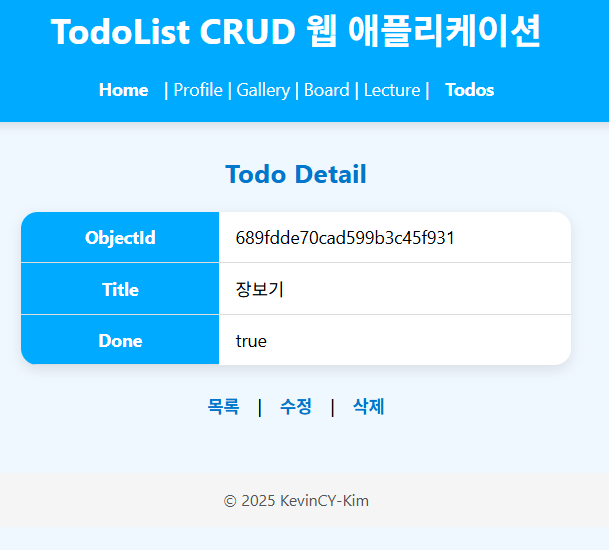 TodoList CRUD 웹 애플리케이션
Home | Profile | Gallery | Board | Lecture | Todos
Todo Detail
ObjectId 689fdde70cad599b3c45f931
Title 장보기
Done true
목록 | 수정 | 삭제
© 2025 KevinCY-Kim